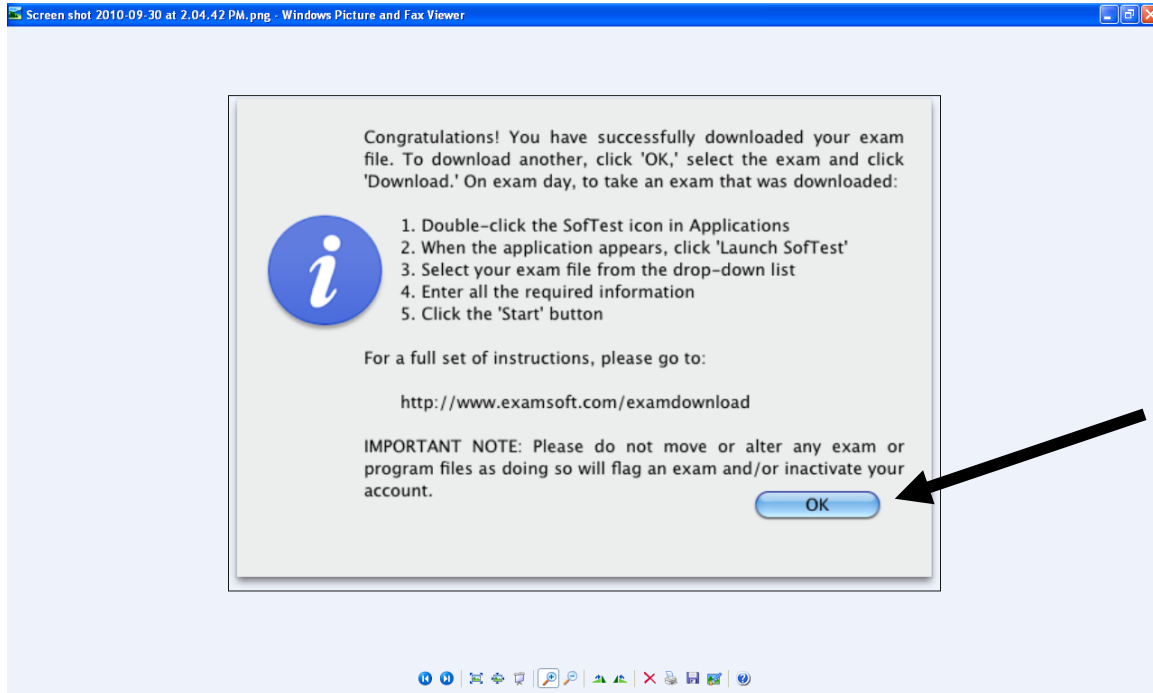 Screen shot 2010-09-30 at 2.04.42 PM.png - Windows Picture and Fax Viewer
Congratulations! You have successfully downloaded your exam
file. To download another, click 'OK,' select the exam and click
'Download.' On exam day, to take an exam that was downloaded:
1. Double-click the SofTest icon in Applications
2. When the application appears, click 'Launch SofTest'
3. Select your exam file from the drop-down list
4. Enter all the required information
5. Click the 'Start' button
For a full set of instructions, please go to:
http://www.examsoft.com/examdownload
IMPORTANT NOTE: Please do not move or alter any exam or
program files as doing so will flag an exam and/or inactivate your
account.
OK